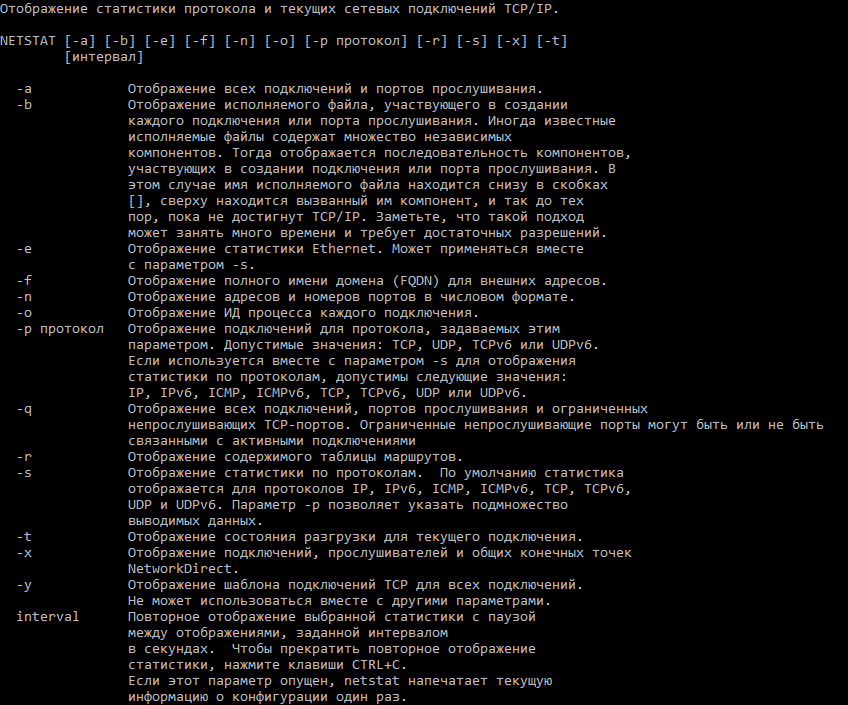 Отображение статистики протокола и текущих сетевых подключений TCP/IP.
NETSTAT [-a] [-b] [-e] [-f] [-n] [-o] [-p протокол] [-r] [-s] [-x] [-t]
[интервал]
-a Отображение всех подключений и портов прослушивания.
-b Отображение исполняемого файла, участвующего в создании
каждого подключения или порта прослушивания. Иногда известные
исполняемые файлы содержат множество независимых
компонентов. Тогда отображается последовательность компонентов,
участвующих в создании подключения или порта прослушивания. В
этом случае имя исполняемого файла находится снизу в скобках
[], сверху находится вызванный им компонент, и так до тех
пор, пока не достигнут TCP/IP. Заметьте, что такой подход
может занять много времени и требует достаточных разрешений.
-e Отображение статистики Ethernet. Может применяться вместе
с параметром -s.
-f Отображение полного имени домена (FQDN) для внешних адресов.
-n Отображение адресов и номеров портов в числовом формате.
-o Отображение ИД процесса каждого подключения.
-p протокол Отображение подключений для протокола, задаваемых этим
параметром. Допустимые значения: TCP, UDP, TCPv6 или UDPv6.
Если используется вместе с параметром -s для отображения
статистики по протоколам, допустимы следующие значения:
IP, IPv6, ICMP, ICMPv6, TCP, TCPv6, UDP или UDPv6.
-q Отображение всех подключений, портов прослушивания и ограниченных
непрослушивающих TCP-портов. Ограниченные непрослушивающие порты могут быть или не быть
связанными с активными подключениями
-r Отображение содержимого таблицы маршрутов.
-s Отображение статистики по протоколам.  По умолчанию статистика
отображается для протоколов IP, IPv6, ICMP, ICMPv6, TCP, TCPv6,
UDP и UDPv6. Параметр -p позволяет указать подмножество
выводимых данных.
-t Отображение состояния разгрузки для текущего подключения.
-x Отображение подключений, прослушивателей и общих конечных точек
NetworkDirect.
-y Отображение шаблона подключений TCP для всех подключений.
Не может использоваться вместе с другими параметрами.
interval Повторное отображение выбранной статистики с паузой
между отображениями, заданной интервалом
в секундах.  Чтобы прекратить повторное отображение
статистики, нажмите клавиши CTRL+C.
Если этот параметр опущен, netstat напечатает текущую
информацию о конфигурации один раз.